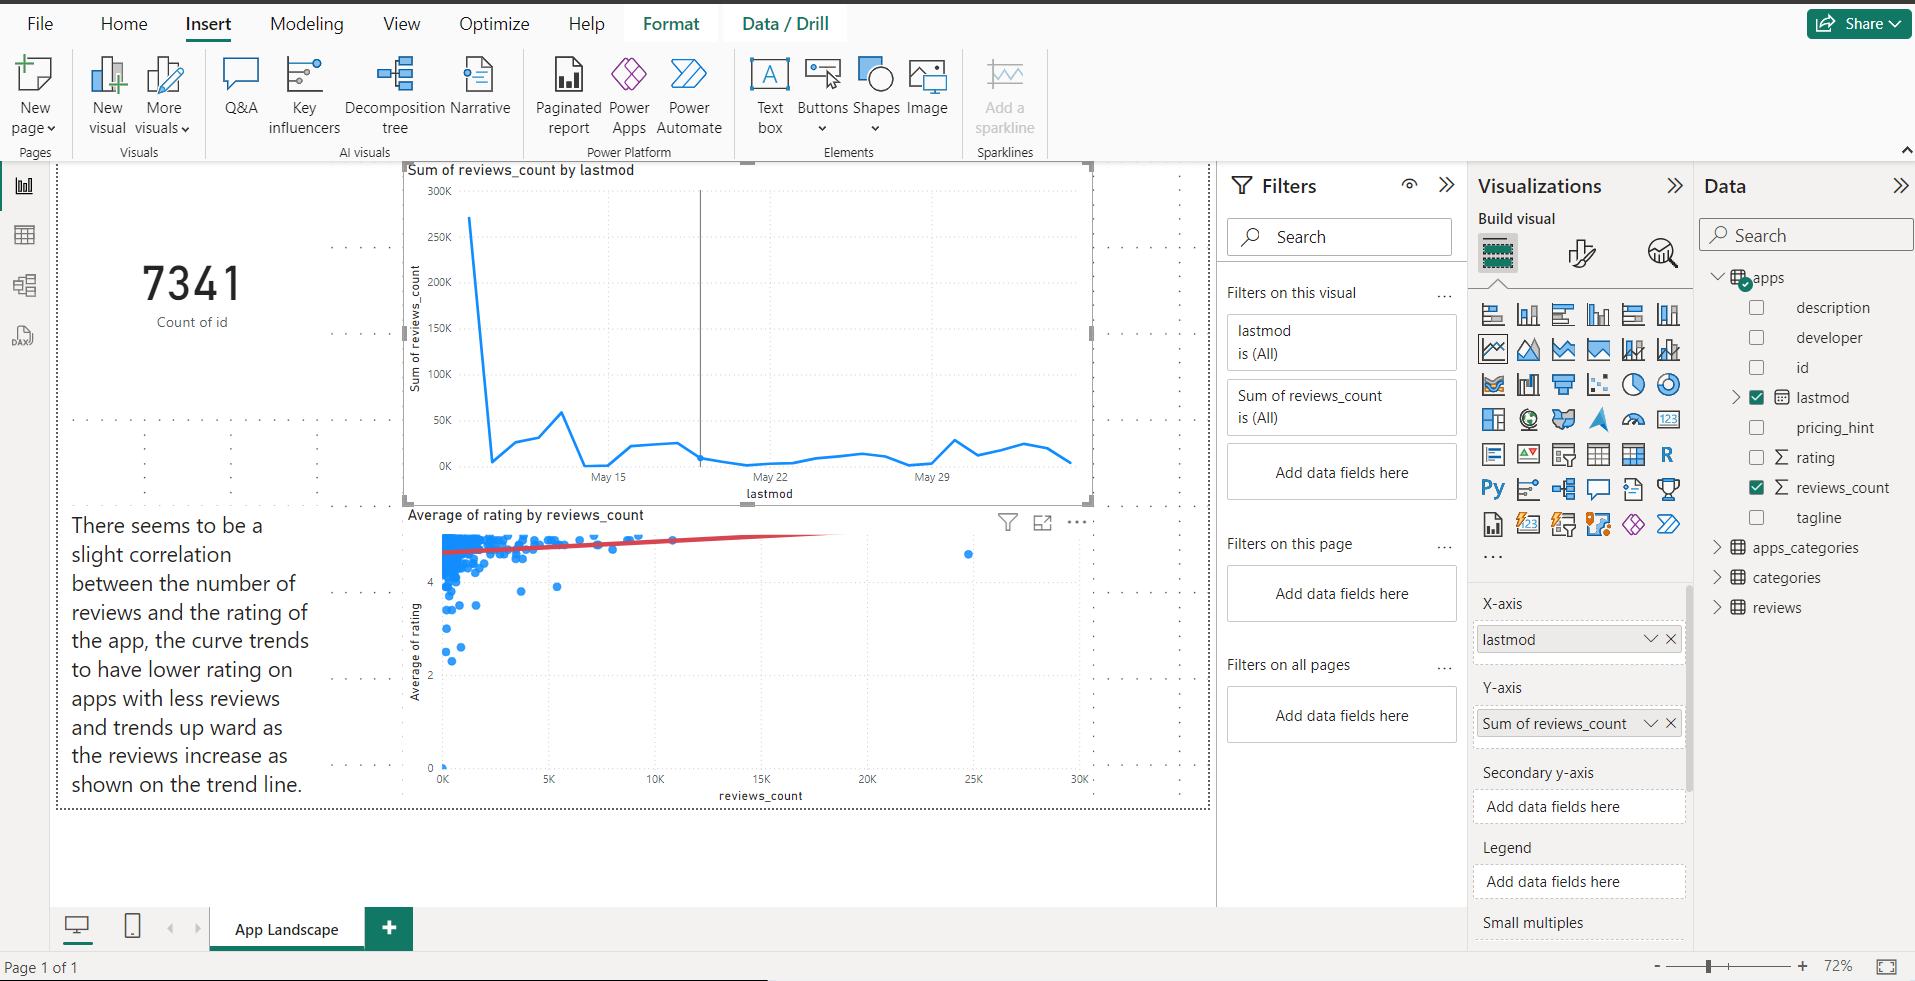 File Home Insert Modeling View Optimize Help Format Data / Drill Share
New page
New visual
More visuals
Q&A
Key influencers
Decomposition tree
Narrative
Paginated report
Power Apps
Power Automate
Text box
Buttons
Shapes
Image
Add a sparkline
Pages Visuals AI visuals Power Platform Elements Sparklines
7341
Count of id
There seems to be a
slight correlation
between the number of
reviews and the rating of
the app, the curve trends
to have lower rating on
apps with less reviews
and trends up ward as
the reviews increase as
shown on the trend line.
Sum of reviews_count by lastmod
Sum of reviews_count
300K
250K
200K
150K
100K
50K
0K
May 15 May 22 May 29
lastmod
Average of rating by reviews_count
Average of rating
4
2
0
0K 5K 10K 15K 20K 25K 30K
reviews_count
Filters
Search
Filters on this visual ...
lastmod
is (All)
Sum of reviews_count
is (All)
Add data fields here
Filters on this page ...
Add data fields here
Filters on all pages ...
Add data fields here
Visualizations
Build visual
123
R
Py
123
...
X-axis
lastmod
Y-axis
Sum of reviews_count
Secondary y-axis
Add data fields here
Legend
Add data fields here
Small multiples
Data
Search
apps
description
developer
id
lastmod
pricing_hint
∑ rating
∑ reviews_count
tagline
apps_categories
categories
reviews
DAX
App Landscape +
Page 1 of 1
- + 72%